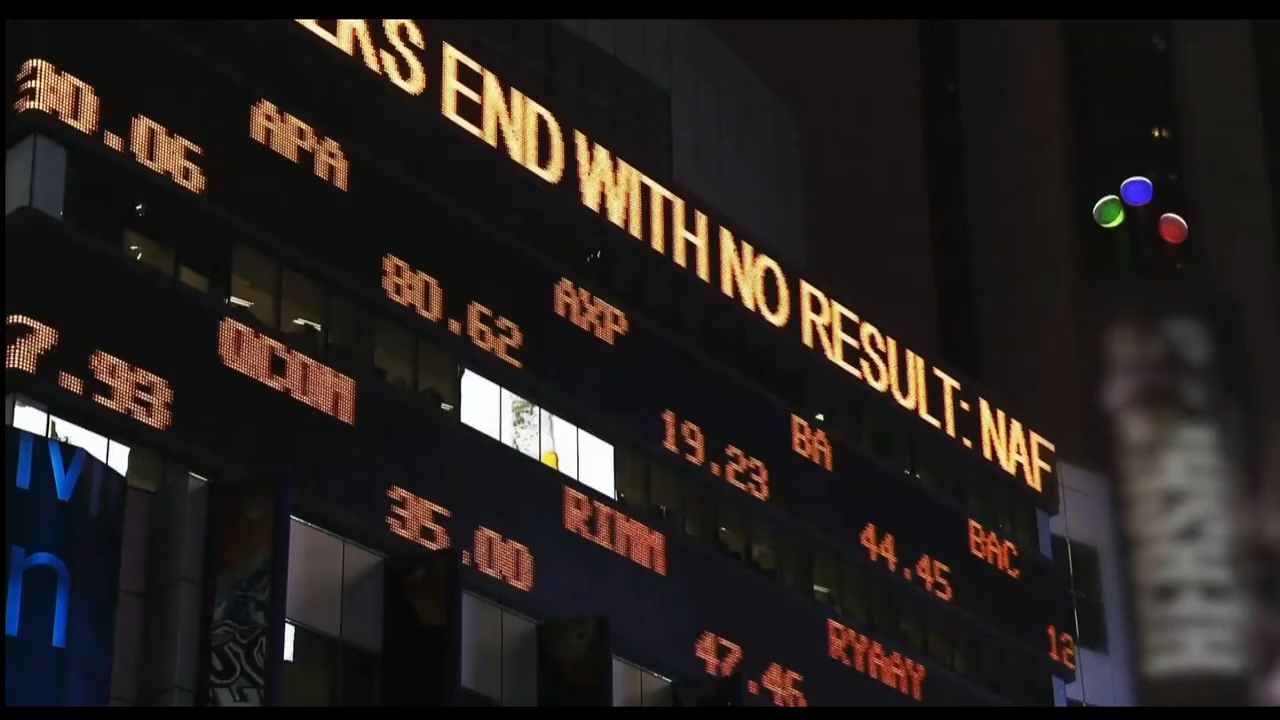 END WITH NO RESULT: NAF
30.06 APA 80.62 AXP 19.23 BA 44.45 BAC 12
7.93 QCOM 35.00 RIMM 47.46 RYAAY